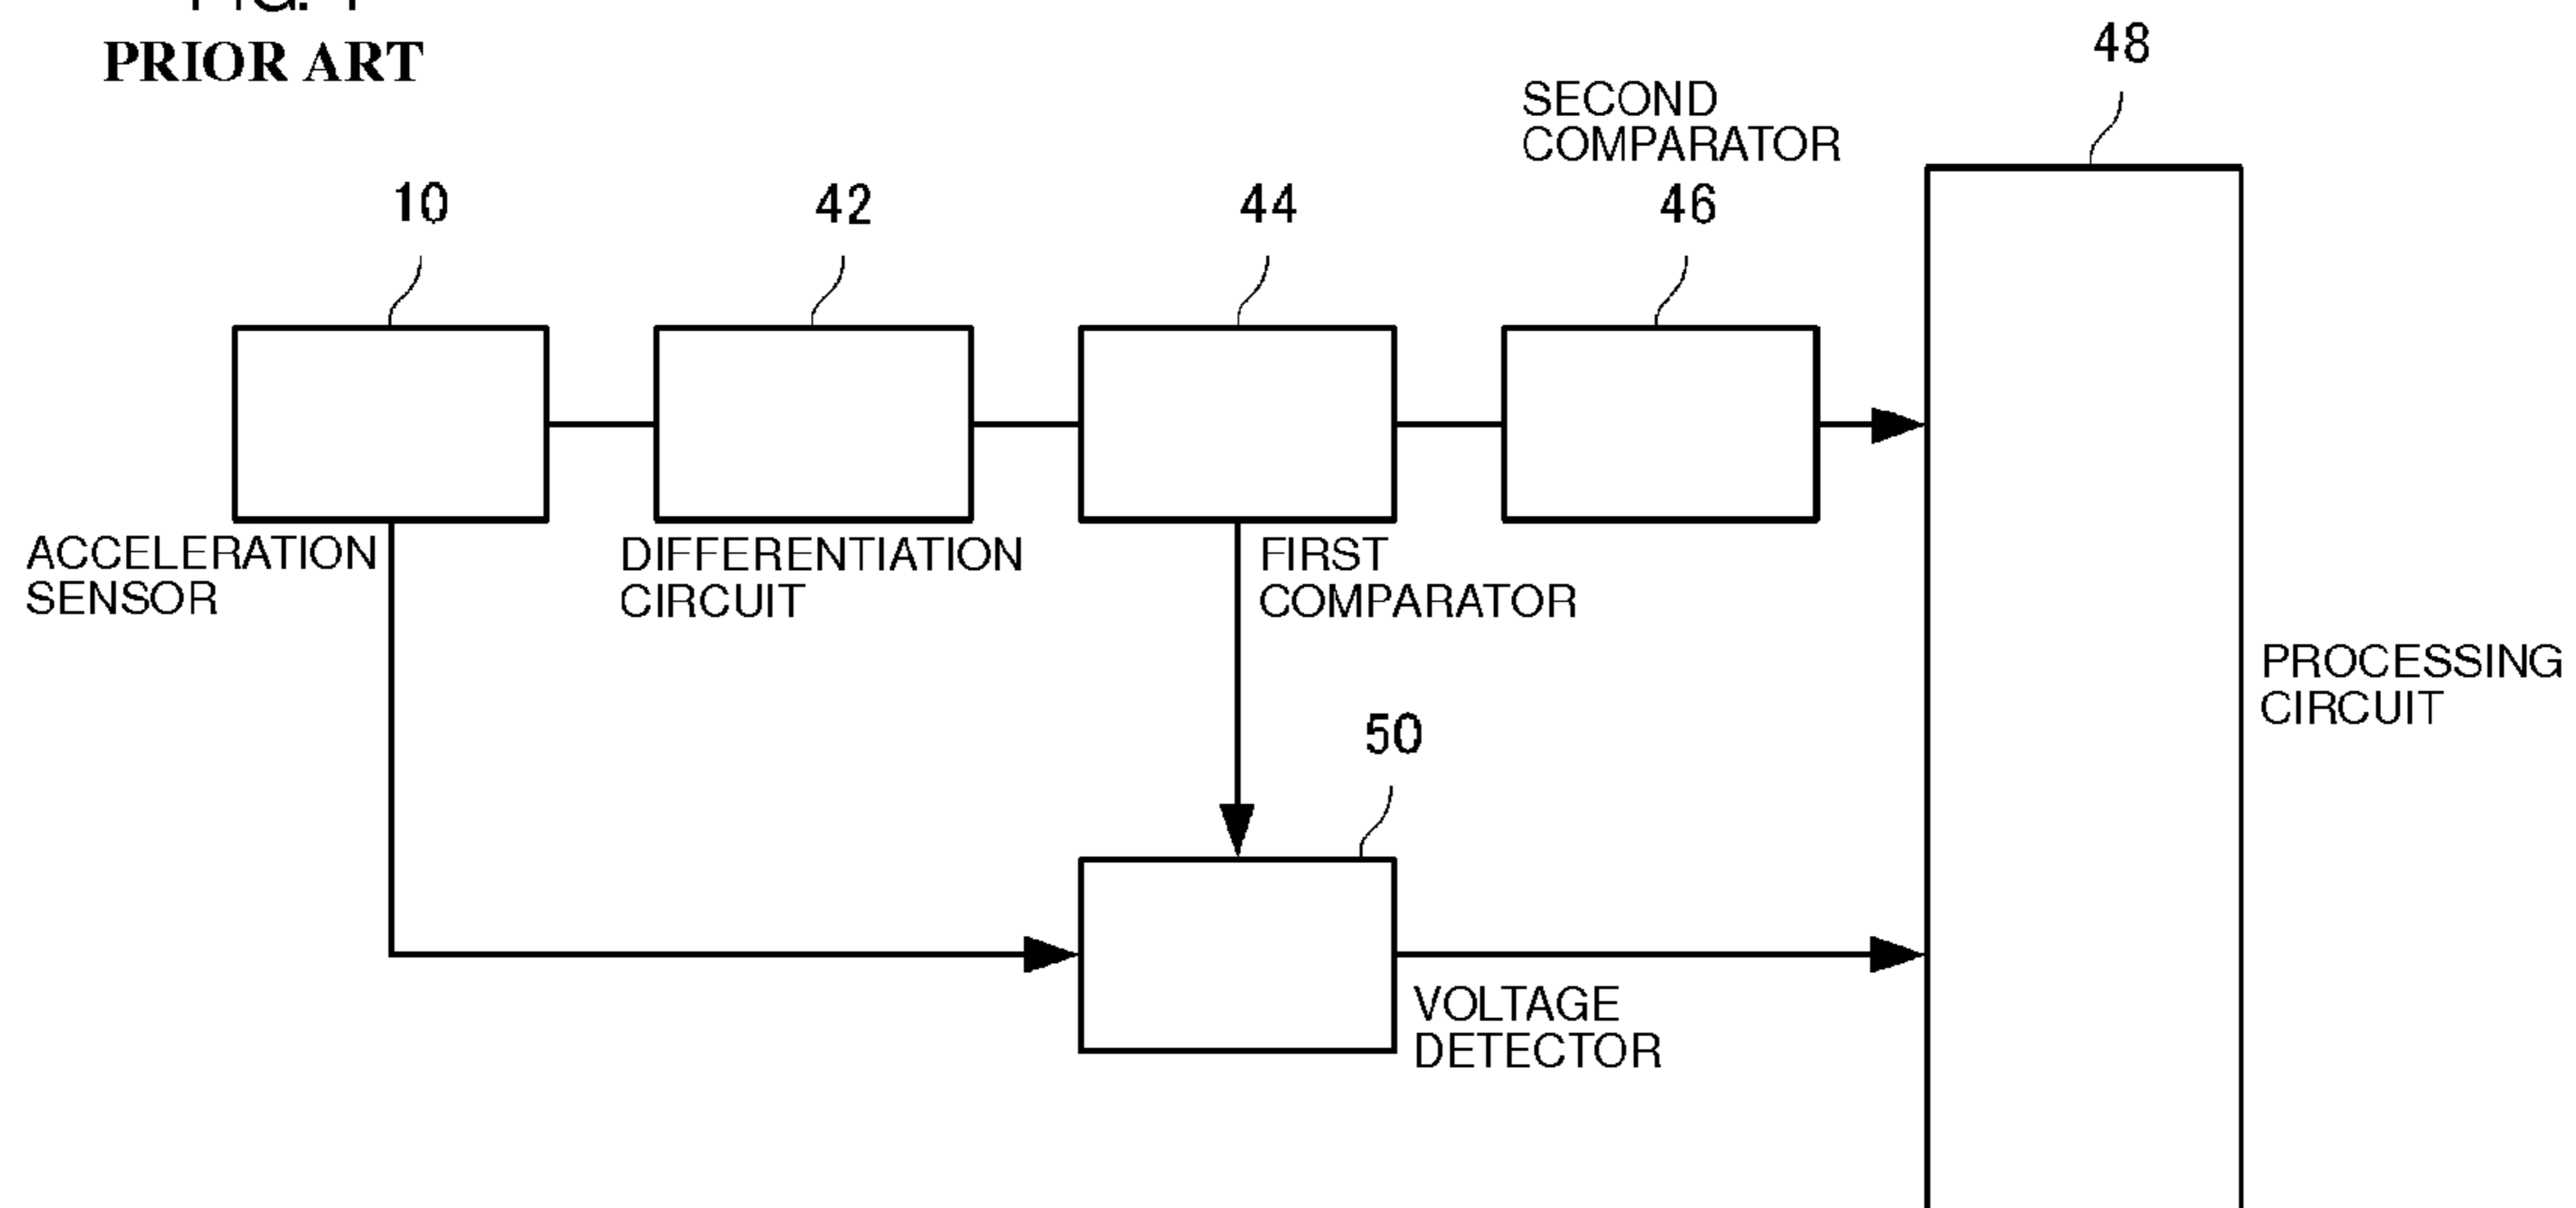 PRIOR ART
48
SECOND
COMPARATOR
10
42
44
46
ACCELERATION
SENSOR
DIFFERENTIATION
CIRCUIT
FIRST
COMPARATOR
PROCESSING
CIRCUIT
50
VOLTAGE
DETECTOR